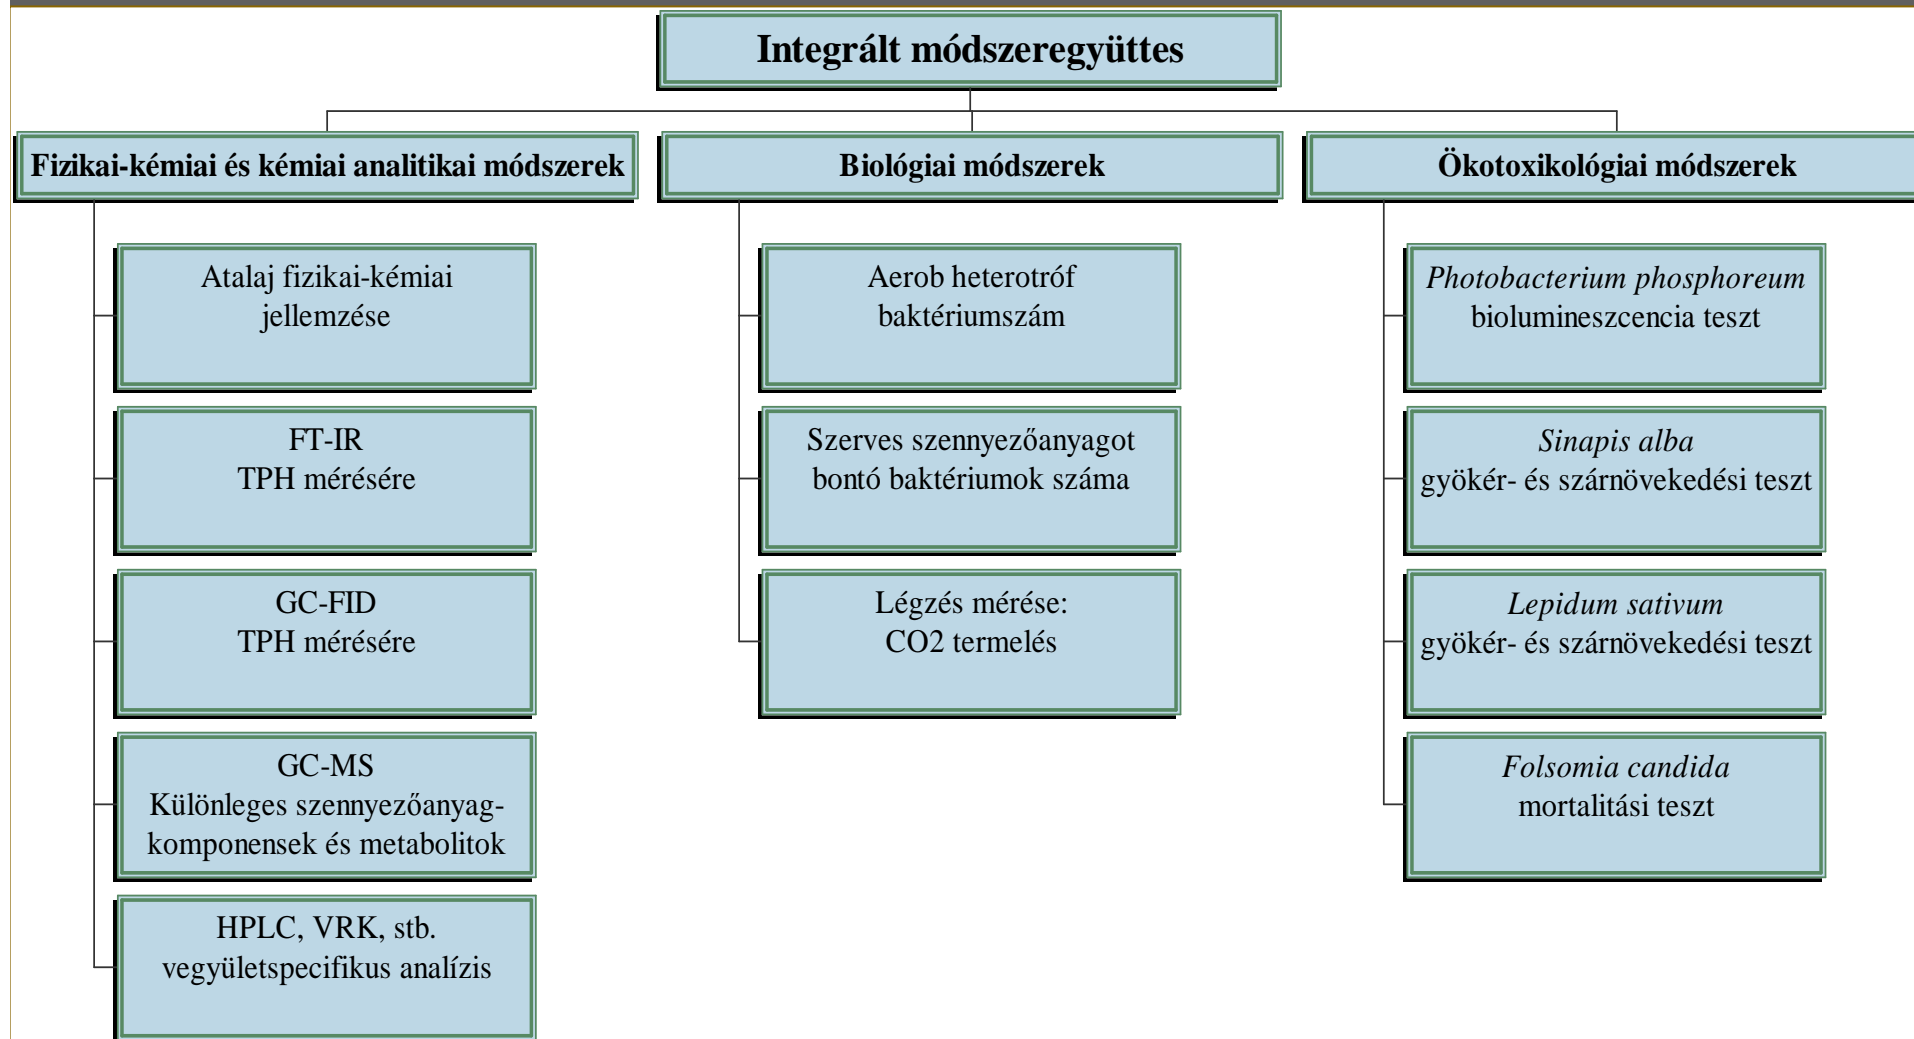 Integrált módszeregyüttes
Fizikai-kémiai és kémiai analitikai módszerek
Atalaj fizikai-kémiai
jellemzése
FT-IR
TPH mérésére
GC-FID
TPH mérésére
GC-MS
Különleges szennyezőanyag-
komponensek és metabolitok
HPLC, VRK, stb.
vegyületspecifikus analízis
Biológiai módszerek
Aerob heterotróf
baktériumszám
Szerves szennyezőanyagot
bontó baktériumok száma
Légzés mérése:
CO2 termelés
Ökotoxikológiai módszerek
Photobacterium phosphoreum
biolumineszcencia teszt
Sinapis alba
gyökér- és szárnövekedési teszt
Lepidum sativum
gyökér- és szárnövekedési teszt
Folsomia candida
mortalitási teszt